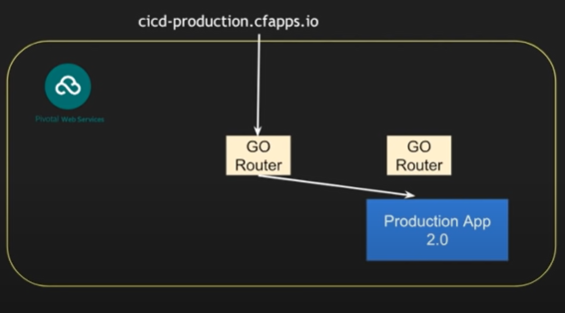 cicd-production.cfapps.io
Pivotal Web Services
GO
Router
GO
Router
Production App
2.0